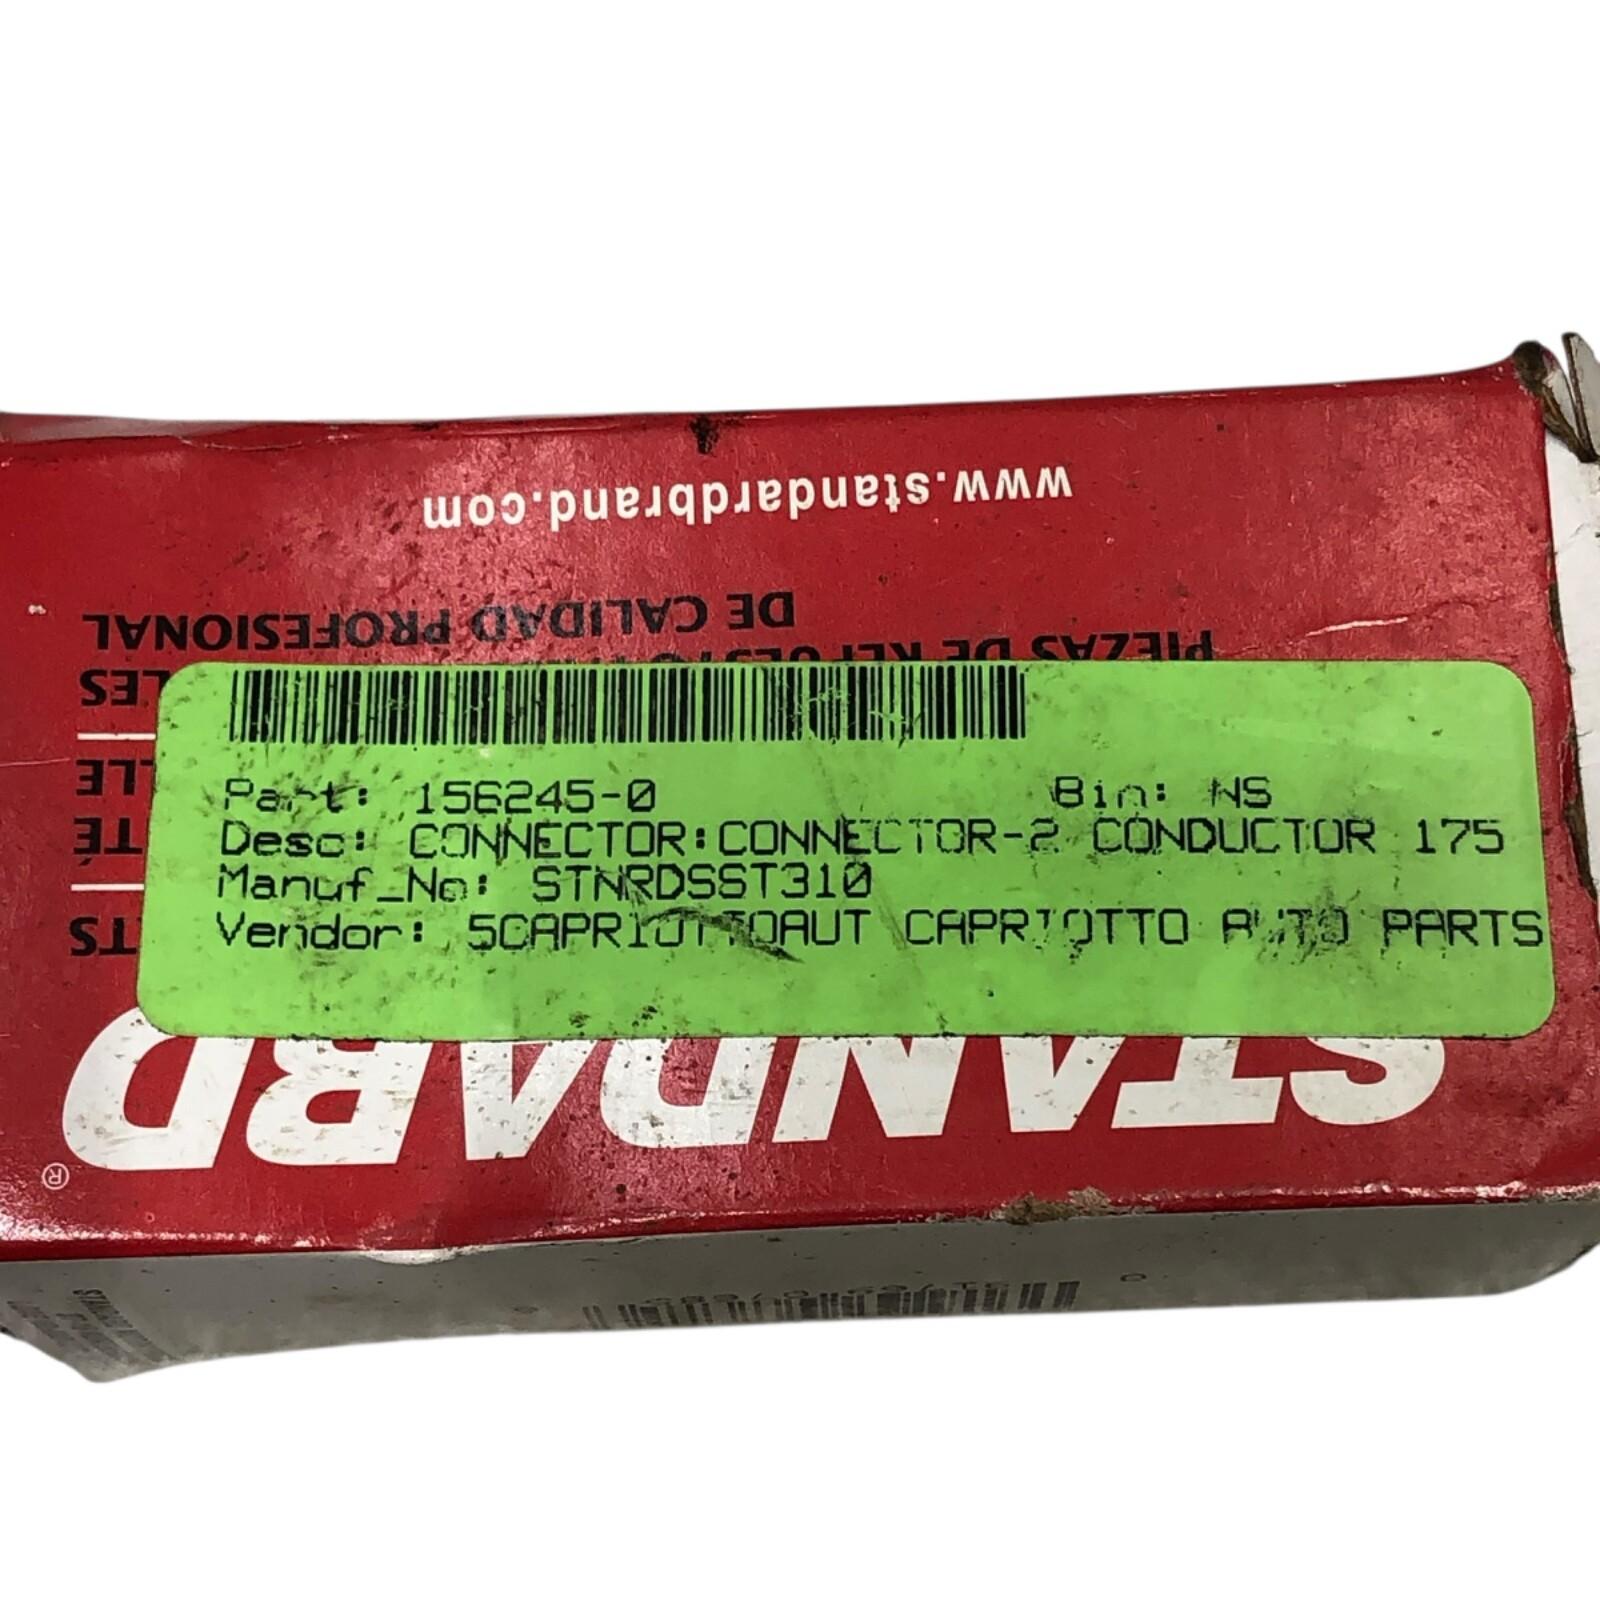 www.standardbrand.com
DE CALIDAD PROFESIONAL
PIEZAS DE
Part: 156245-0 Bin: NS
Desc: CONNECTOR:CONNECTOR-2 CONDUCTOR 175
Manuf_No: STNRDSST310
Vendor: 5CAPRIOTTOAUT CAPRIOTTO AUTO PARTS
STANDARD®